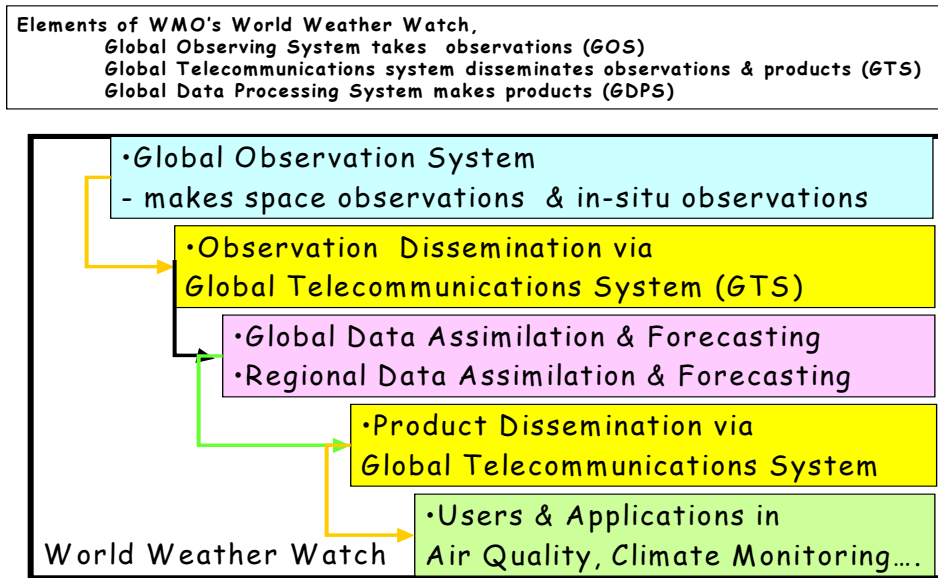 Elements of WMO's World Weather Watch,
Global Observing System takes observations (GOS)
Global Telecommunications system disseminates observations & products (GTS)
Global Data Processing System makes products (GDPS)
•Global Observation System
- makes space observations & in-situ observations
•Observation Dissemination via
Global Telecommunications System (GTS)
•Global Data Assimilation & Forecasting
•Regional Data Assimilation & Forecasting
•Product Dissemination via
Global Telecommunications System
•Users & Applications in
Air Quality, Climate Monitoring….
World Weather Watch